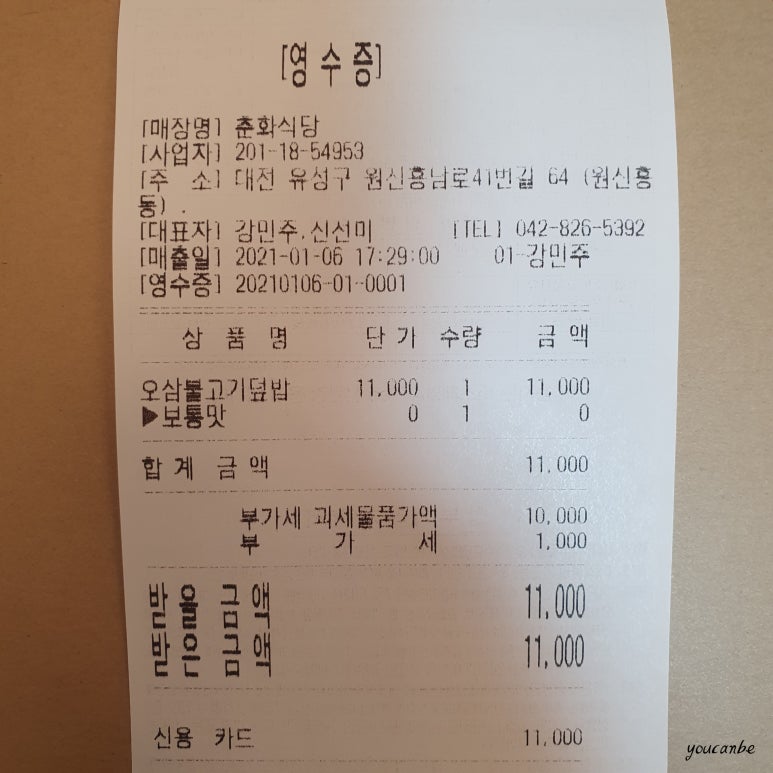 [영 수 증]
[매장명] 춘화식당
[사업자] 201-18-54953
[주 소] 대전 유성구 원신흥남로41번길 64 (원신흥
동) .
[대표자] 강민주,신선미 [TEL] 042-826-5392
[매출일] 2021-01-06 17:29:00 01-강민주
[영수증] 20210106-01-0001
상 품 명 단 가 수량 금 액
오삼불고기덮밥 11,000 1 11,000
▶보통맛 0 1 0
합 계 금 액 11,000
부가세 과세물품가액 10,000
부 가 세 1,000
받 을 금 액 11,000
받 은 금 액 11,000
신용 카드 11,000
youcanbe